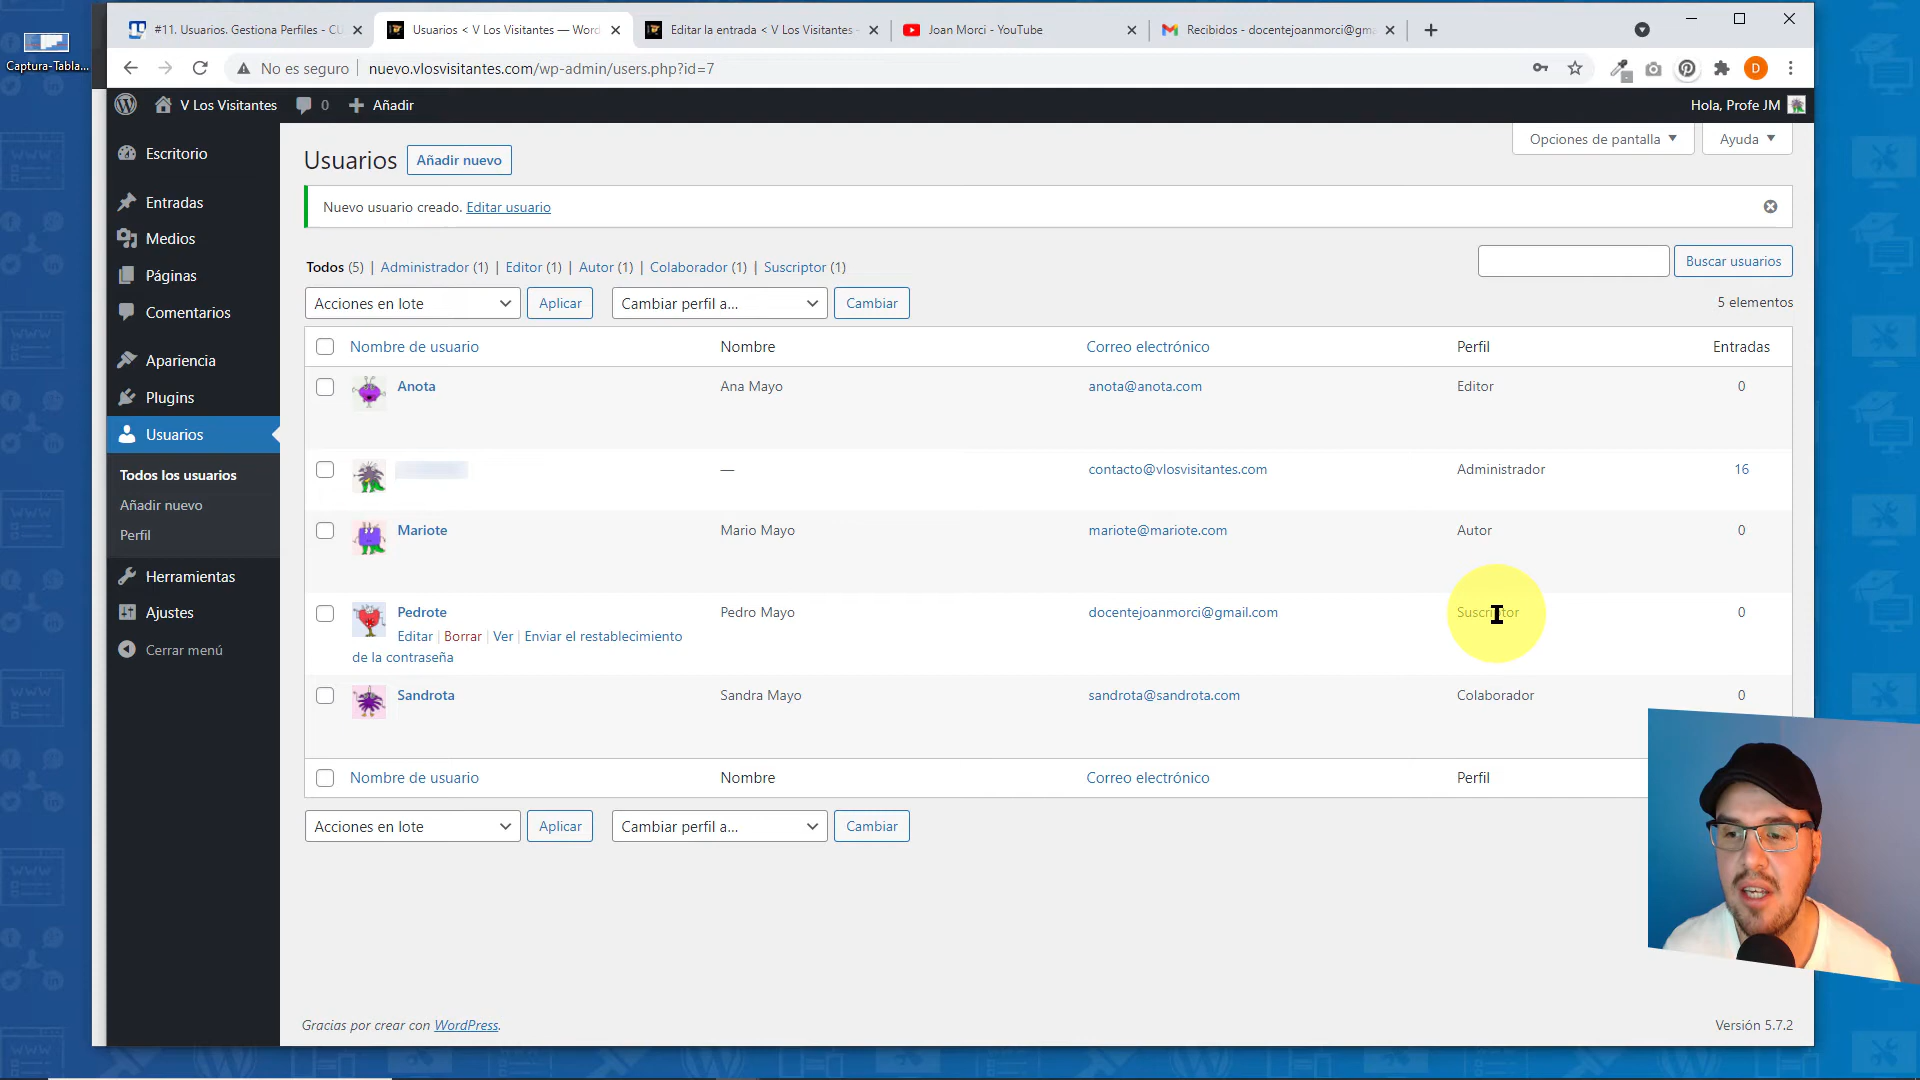 #11. Usuarios. Gestiona Perfiles - CU
Usuarios < V Los Visitantes — Word
Editar la entrada < V Los Visitantes -
Joan Morci - YouTube
Recibidos - docentejoanmorci@gma
Captura-Tabla...
No es seguro
nuevo.vlosvisitantes.com/wp-admin/users.php?id=7
D
V Los Visitantes
0
Añadir
Hola, Profe JM
Escritorio
Entradas
Medios
Páginas
Comentarios
Apariencia
Plugins
Usuarios
Todos los usuarios
Añadir nuevo
Perfil
Herramientas
Ajustes
Cerrar menú
Opciones de pantalla
Ayuda
Usuarios
Añadir nuevo
Nuevo usuario creado. Editar usuario
Todos (5) | Administrador (1) | Editor (1) | Autor (1) | Colaborador (1) | Suscriptor (1)
Buscar usuarios
Acciones en lote
Aplicar
Cambiar perfil a...
Cambiar
5 elementos
Nombre de usuario
Nombre
Correo electrónico
Perfil
Entradas
Anota
Ana Mayo
anota@anota.com
Editor
0
—
contacto@vlosvisitantes.com
Administrador
16
Mariote
Mario Mayo
mariote@mariote.com
Autor
0
Pedrote
Pedro Mayo
docentejoanmorci@gmail.com
Suscriptor
0
Editar | Borrar | Ver | Enviar el restablecimiento
de la contraseña
Sandrota
Sandra Mayo
sandrota@sandrota.com
Colaborador
0
Nombre de usuario
Nombre
Correo electrónico
Perfil
Acciones en lote
Aplicar
Cambiar perfil a...
Cambiar
Gracias por crear con WordPress.
Versión 5.7.2